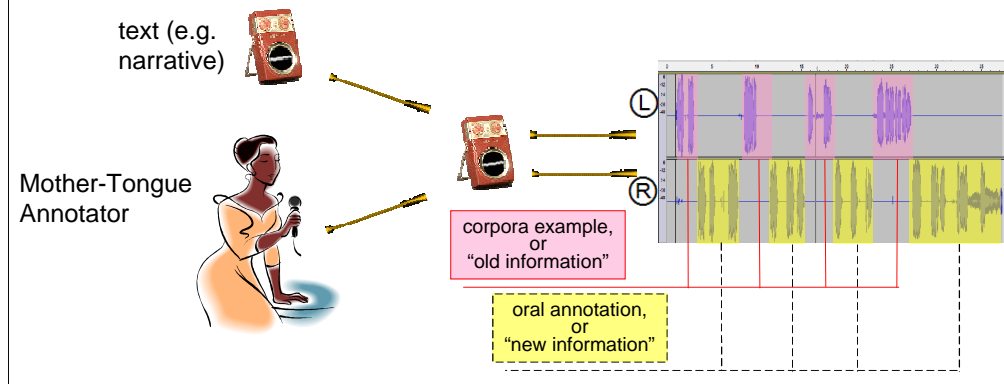 text (e.g.
narrative)
Mother-Tongue
Annotator
L
R
corpora example,
or
“old information”
oral annotation,
or
“new information”